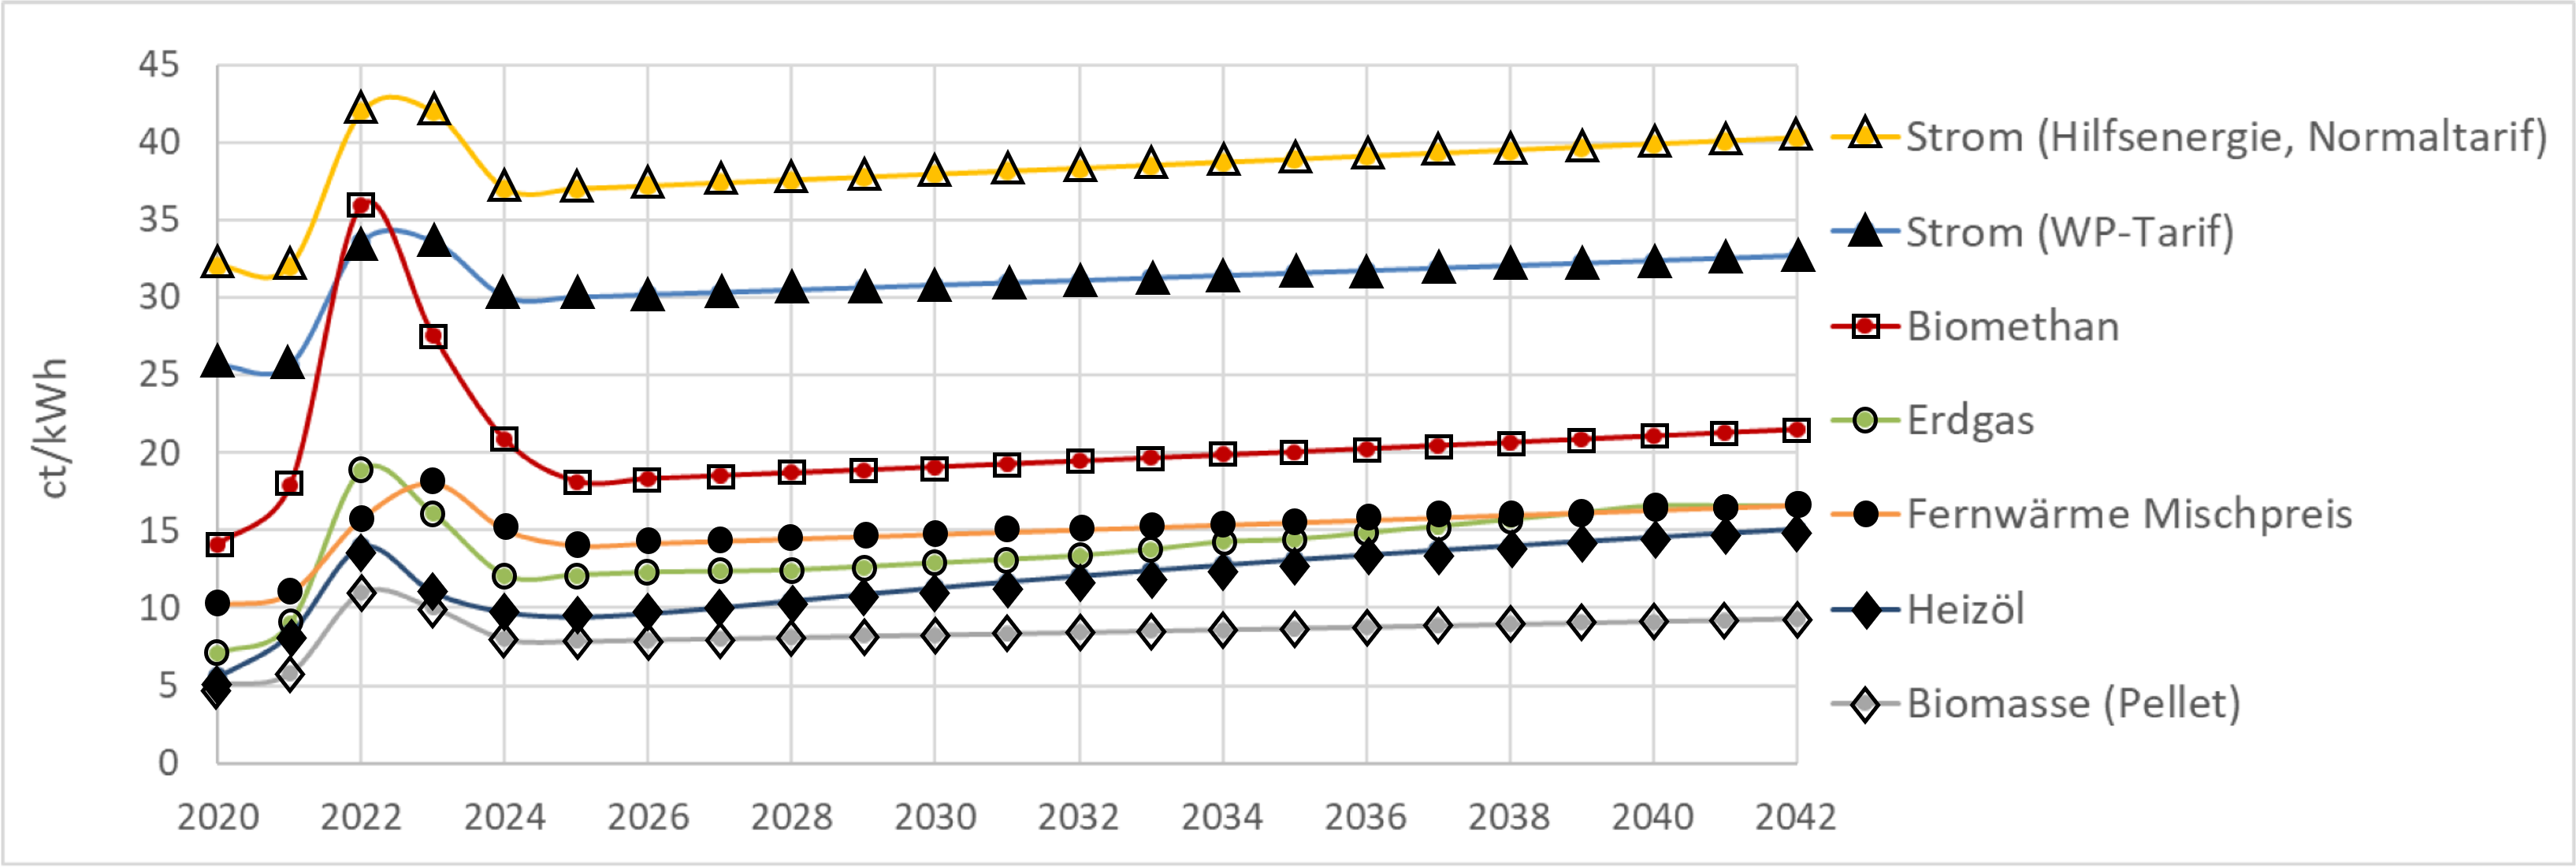 ct/kWh
45
40
35
30
25
20
15
10
5
0
2020 2022 2024 2026 2028 2030 2032 2034 2036 2038 2040 2042
Strom (Hilfsenergie, Normaltarif)
Strom (WP-Tarif)
Biomethan
Erdgas
Fernwärme Mischpreis
Heizöl
Biomasse (Pellet)